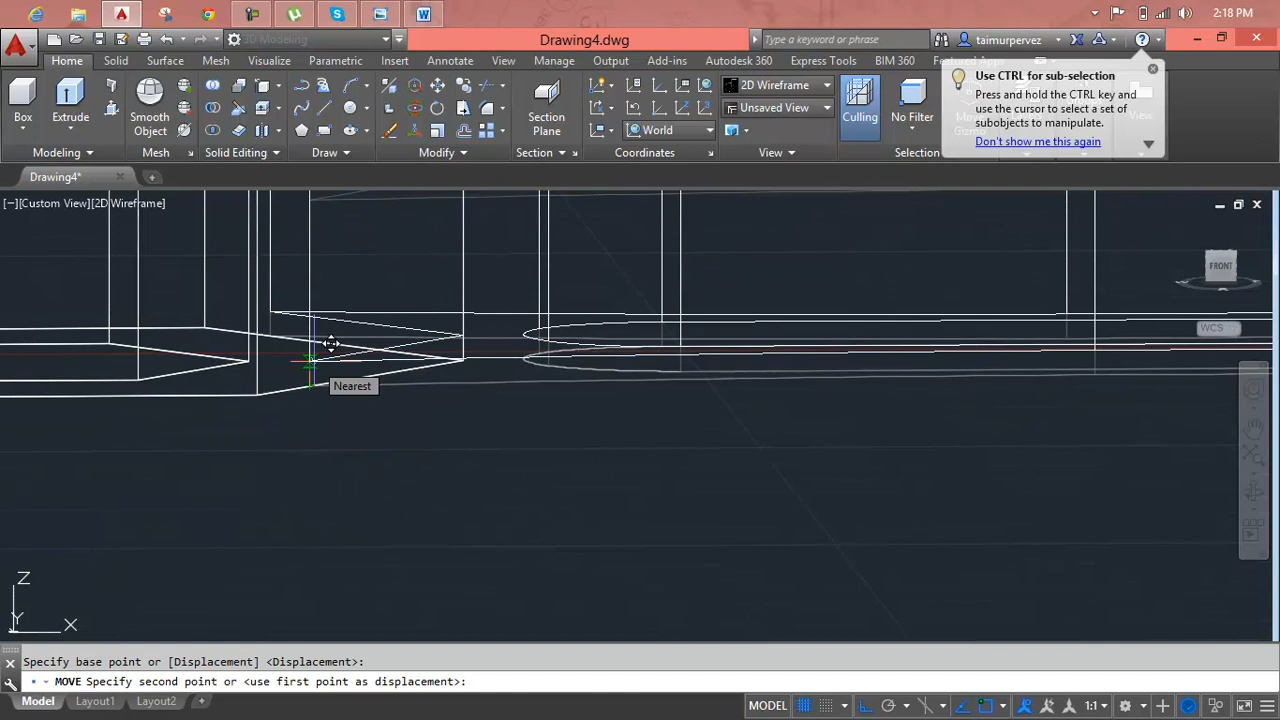 2:18 PM
3D Modeling
Drawing4.dwg
Type a keyword or phrase
taimurpervez
Home Solid Surface Mesh Visualize Parametric Insert Annotate View Manage Output Add-ins Autodesk 360 Express Tools BIM 360 Featured Apps
Use CTRL for sub-selection
Press and hold the CTRL key and
use the cursor to select a set of
subobjects to manipulate.
Don't show me this again
2D Wireframe
Unsaved View
World
Box
Extrude
Smooth
Object
Section
Plane
Culling
No Filter
Move
Gizmo
View
Modeling
Mesh
Solid Editing
Draw
Modify
Section
Coordinates
View
Selection
Drawing4*
[−][Custom View][2D Wireframe]
FRONT
WCS
Nearest
Z
Y
X
Specify base point or [Displacement] <Displacement>:
MOVE Specify second point or <use first point as displacement>:
Model Layout1 Layout2
MODEL
1:1